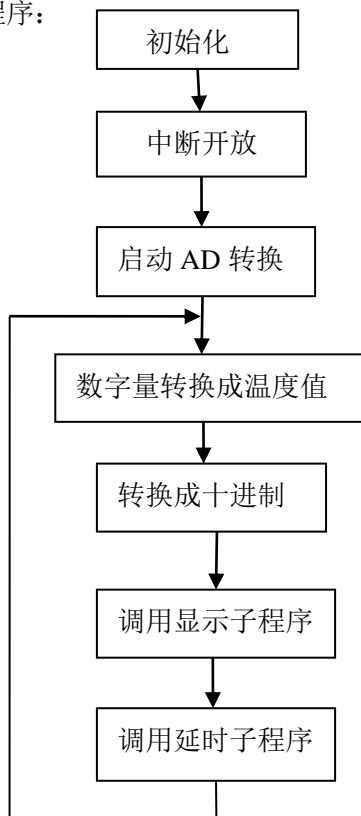 程序：
初始化
中断开放
启动 AD 转换
数字量转换成温度值
转换成十进制
调用显示子程序
调用延时子程序